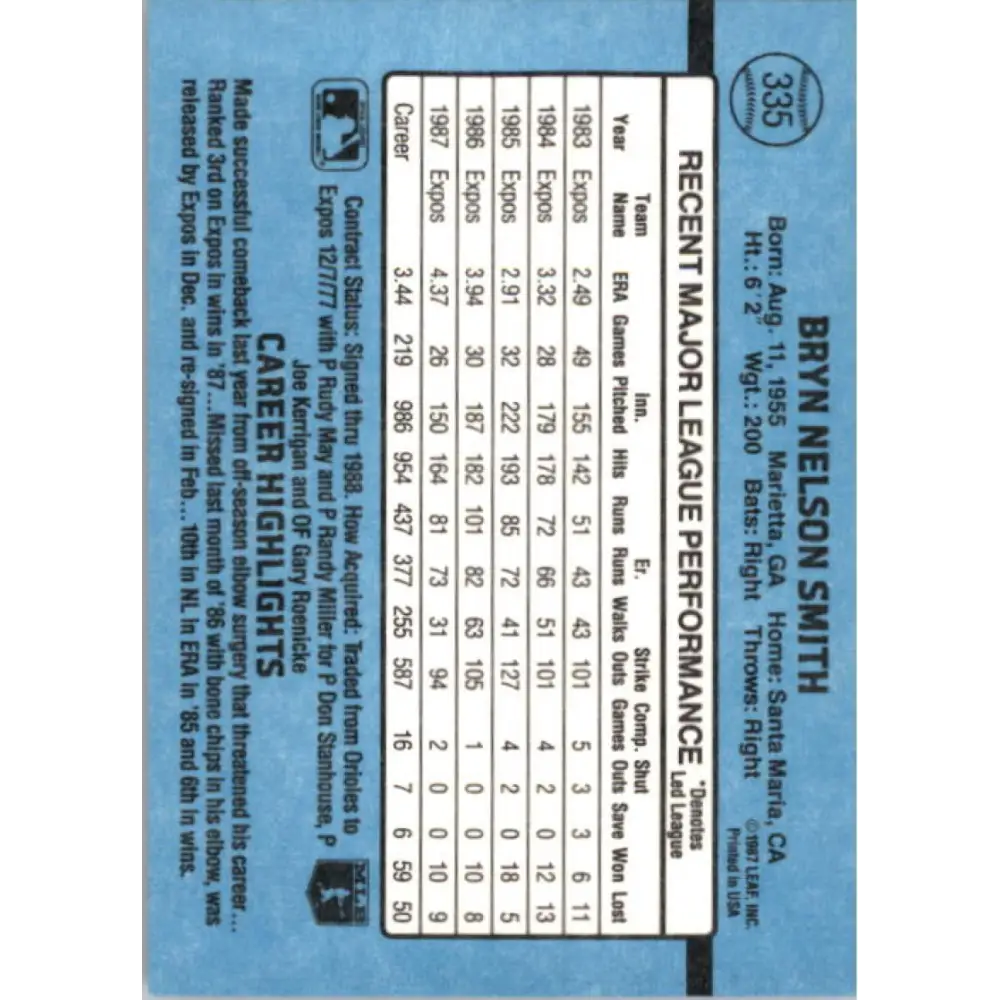 335
BRYN NELSON SMITH
Born: Aug. 11, 1955 Marietta, GA Home: Santa Maria, CA
Ht.: 6'2" Wgt.: 200 Bats: Right Throws: Right
©1987 LEAF, INC.
Printed in USA
RECENT MAJOR LEAGUE PERFORMANCE *Denotes
Led League
Team Inn. Er. Strike Comp. Shut
Year Name ERA Games Pitched Hits Runs Runs Walks Outs Games Outs Save Won Lost
1983 Expos 2.49 49 155 142 51 43 43 101 5 3 3 6 11
1984 Expos 3.32 28 179 178 72 66 51 101 4 2 0 12 13
1985 Expos 2.91 32 222 193 85 72 41 127 4 2 0 18 5
1986 Expos 3.94 30 187 182 101 82 63 105 1 0 0 10 8
1987 Expos 4.37 26 150 164 81 73 31 94 2 0 0 10 9
Career 3.44 219 986 954 437 377 255 587 16 7 6 59 50
Contract Status: Signed thru 1988. How Acquired: Traded from Orioles to
Expos 12/7/77 with P Rudy May and P Randy Miller for P Don Stanhouse, P
Joe Kerrigan and OF Gary Roenicke
MLB
CAREER HIGHLIGHTS
Made successful comeback last year from off-season elbow surgery that threatened his career...
Ranked 3rd on Expos in wins in '87...Missed last month of '86 with bone chips in his elbow, was
released by Expos in Dec. and re-signed in Feb... 10th in NL in ERA in '85 and 6th in wins.